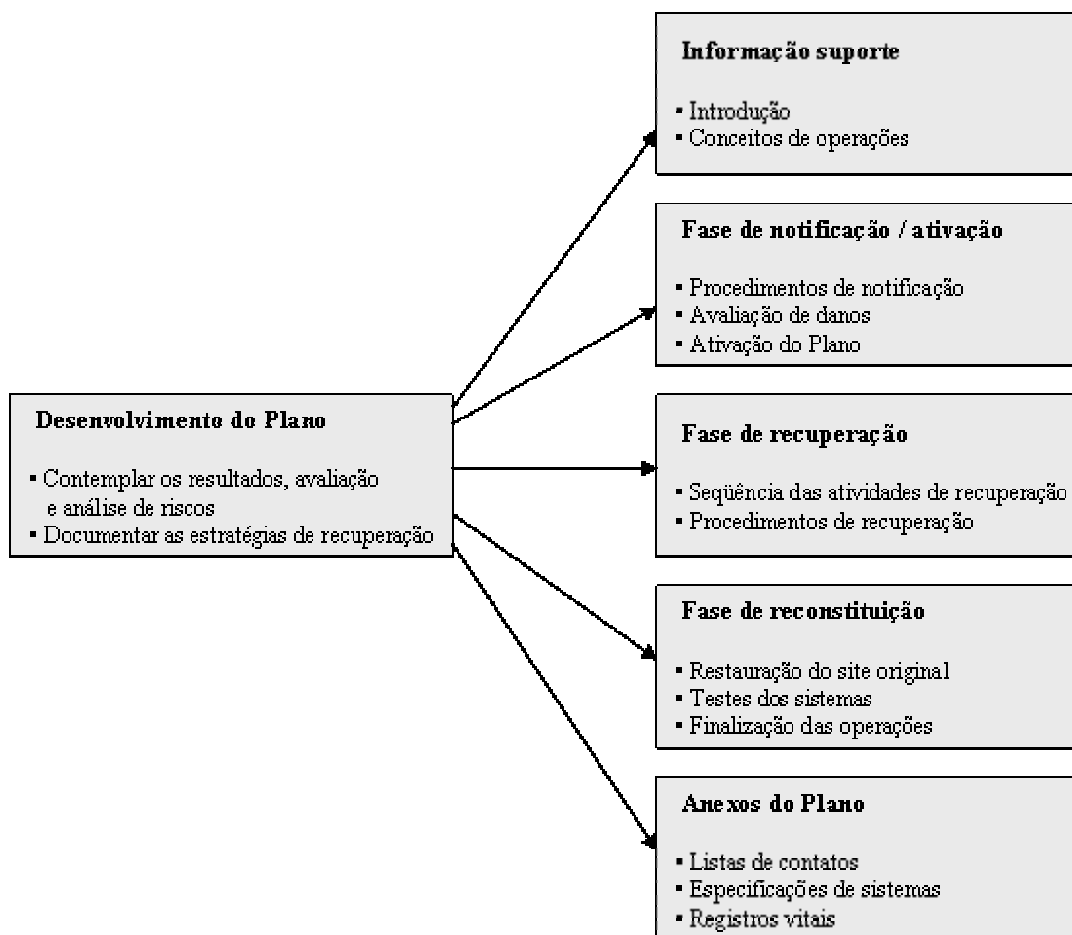 Informação suporte
▪ Introdução
▪ Conceitos de operações
Fase de notificação / ativação
▪ Procedimentos de notificação
▪ Avaliação de danos
▪ Ativação do Plano
Desenvolvimento do Plano
▪ Contemplar os resultados, avaliação
e análise de riscos
▪ Documentar as estratégias de recuperação
Fase de recuperação
▪ Seqüência das atividades de recuperação
▪ Procedimentos de recuperação
Fase de reconstituição
▪ Restauração do site original
▪ Testes dos sistemas
▪ Finalização das operações
Anexos do Plano
▪ Listas de contatos
▪ Especificações de sistemas
▪ Registros vitais